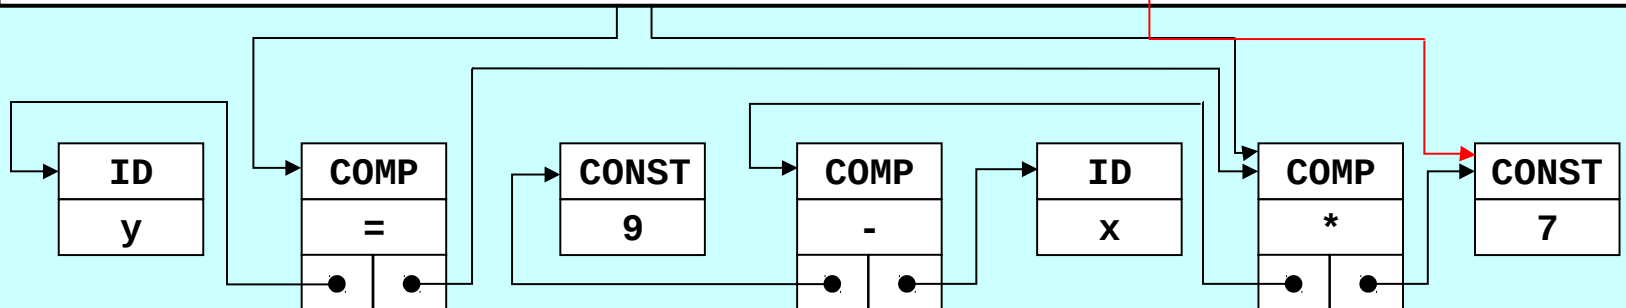 ID COMP CONST COMP ID COMP CONST
y = 9 - x * 7